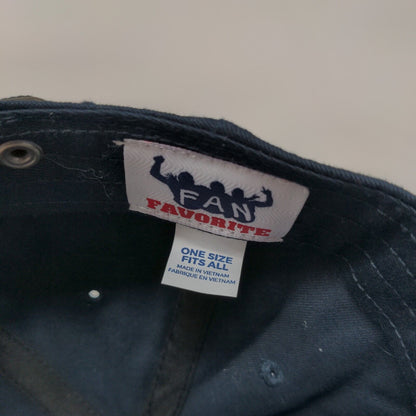 FAN
FAVORITE
ONE SIZE
FITS ALL
MADE IN VIETNAM
FABRIQUE EN VIETNAM